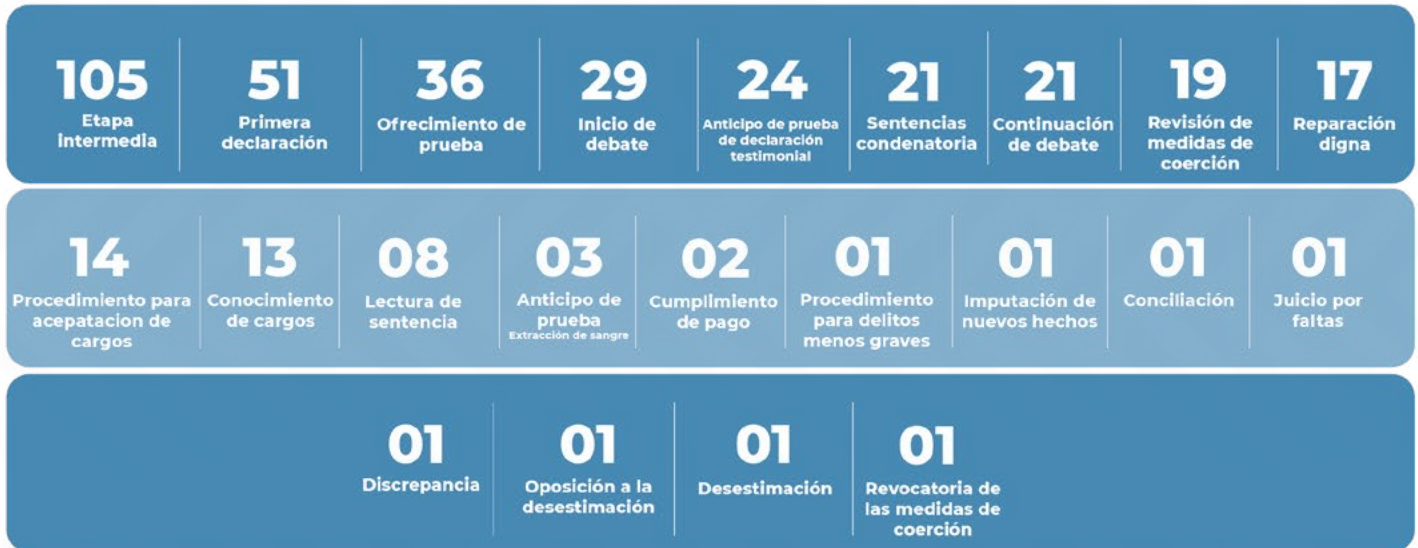 105
Etapa
intermedia
51
Primera
declaración
36
Ofrecimiento de
prueba
29
Inicio de
debate
24
Anticipo de prueba
de declaración
testimonial
21
Sentencias
condenatoria
21
Continuación
de debate
19
Revisión de
medidas de
coerción
17
Reparación
digna
14
Procedimiento para
acepatacion de
cargos
13
Conocimiento
de cargos
08
Lectura de
sentencia
03
Anticipo de
prueba
Extracción de sangre
02
Cumplimiento
de pago
01
Procedimiento
para delitos
menos graves
01
Imputación de
nuevos hechos
01
Conciliación
01
Juicio por
faltas
01
Discrepancia
01
Oposición a la
desestimación
01
Desestimación
01
Revocatoria de
las medidas de
coerción